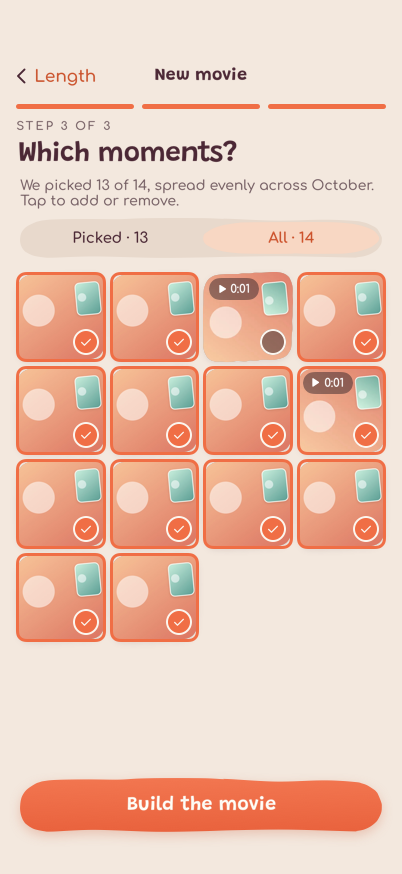 Length
New movie
STEP 3 OF 3
Which moments?
We picked 13 of 14, spread evenly across October.
Tap to add or remove.
Picked · 13
All · 14
0:01
0:01
Build the movie